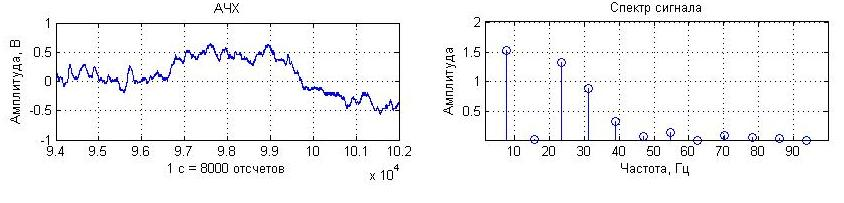 АЧХ
Амплитуда, В
1
0.5
0
-0.5
-1
9.4 9.5 9.6 9.7 9.8 9.9 10 10.1 10.2
1 с = 8000 отсчетов
x 10^4
Спектр сигнала
Амплитуда
2
1.5
1
0.5
10 20 30 40 50 60 70 80 90
Частота, Гц